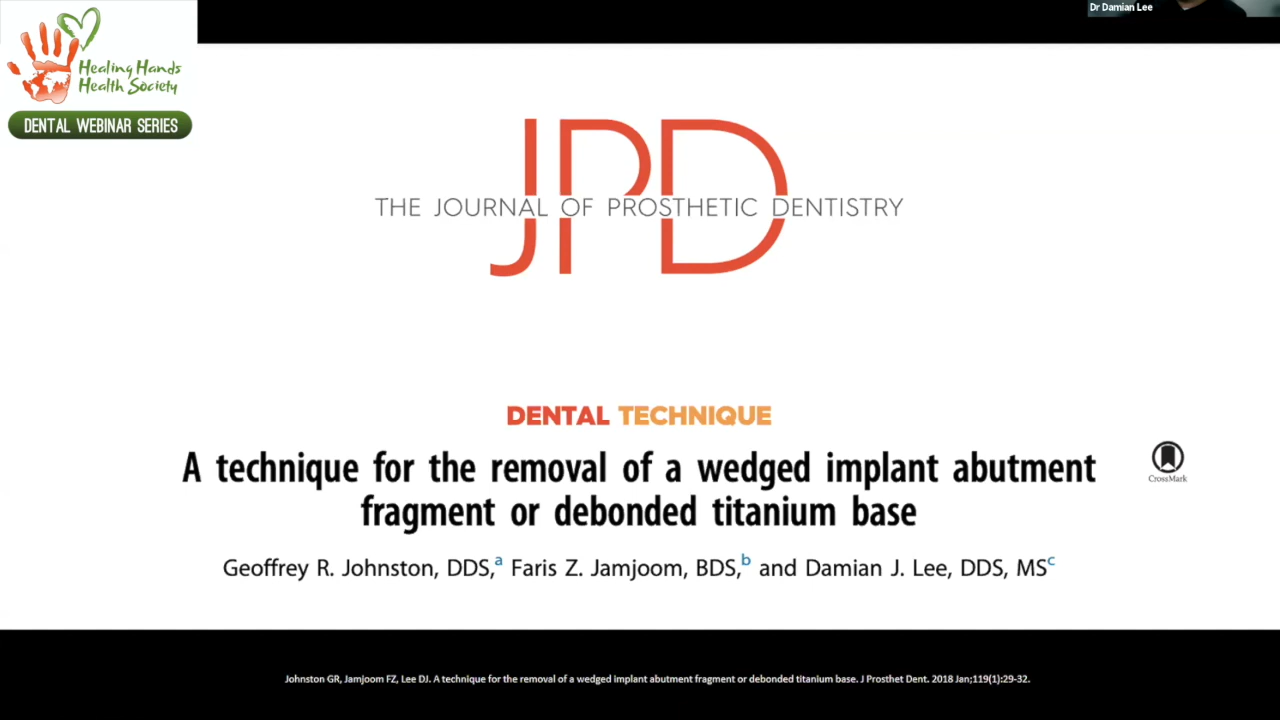 Dr Damian Lee
Healing Hands
Health Society
DENTAL WEBINAR SERIES
JPD
THE JOURNAL OF PROSTHETIC DENTISTRY
DENTAL TECHNIQUE
A technique for the removal of a wedged implant abutment
fragment or debonded titanium base
CrossMark
Geoffrey R. Johnston, DDS,a Faris Z. Jamjoom, BDS,b and Damian J. Lee, DDS, MSc
Johnston GR, Jamjoom FZ, Lee DJ. A technique for the removal of a wedged implant abutment fragment or debonded titanium base. J Prosthet Dent. 2018 Jan;119(1):29-32.